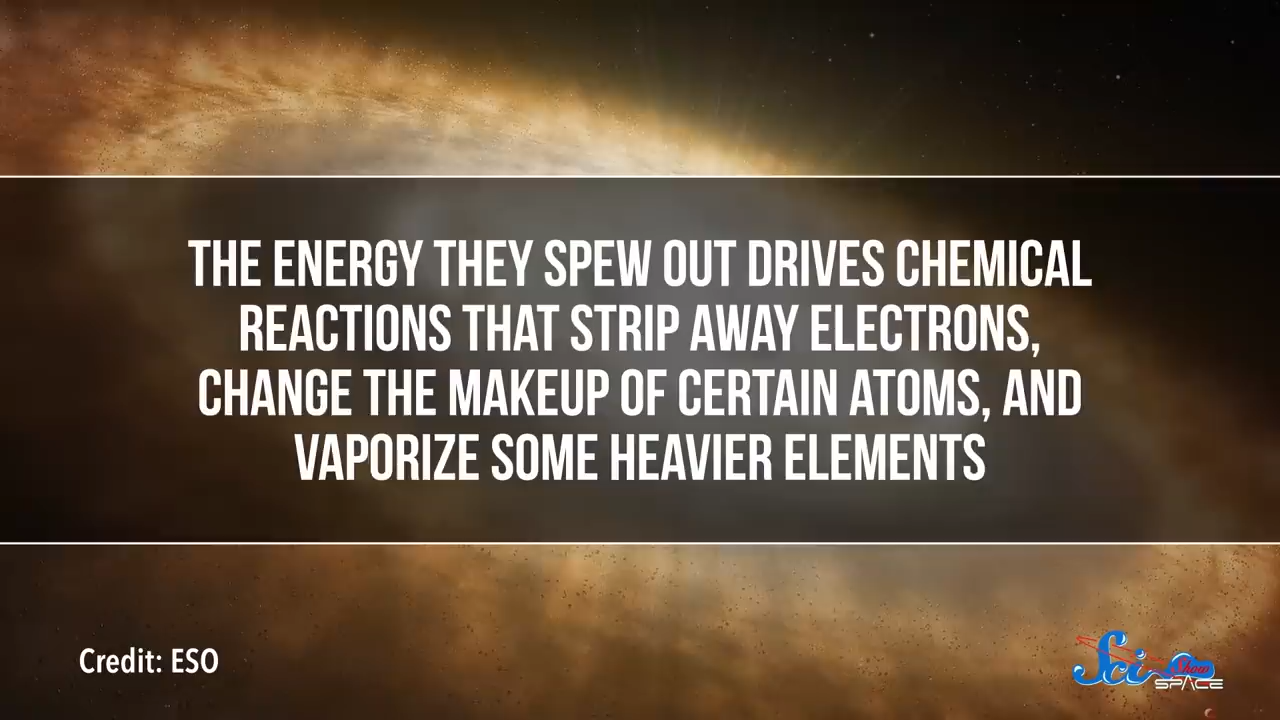 THE ENERGY THEY SPEW OUT DRIVES CHEMICAL
REACTIONS THAT STRIP AWAY ELECTRONS,
CHANGE THE MAKEUP OF CERTAIN ATOMS, AND
VAPORIZE SOME HEAVIER ELEMENTS
Credit: ESO
Sci Show
SPACE